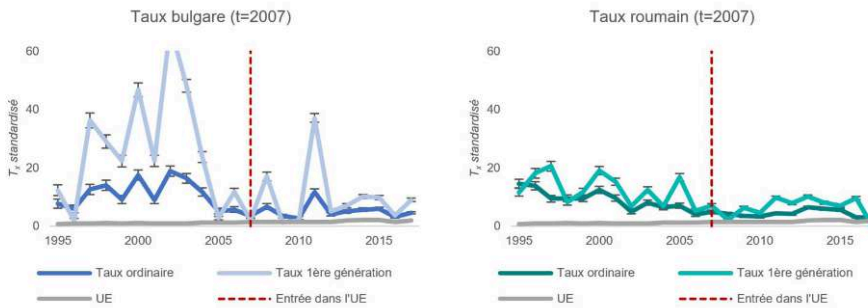 Taux bulgare (t=2007)
60
40
20
0
Tₓ standardisé
1995
2000
2005
2010
2015
Taux ordinaire
Taux 1ère génération
UE
Entrée dans l'UE
Taux roumain (t=2007)
60
40
20
0
Tₓ standardisé
1995
2000
2005
2010
2015
Taux ordinaire
Taux 1ère génération
UE
Entrée dans l'UE